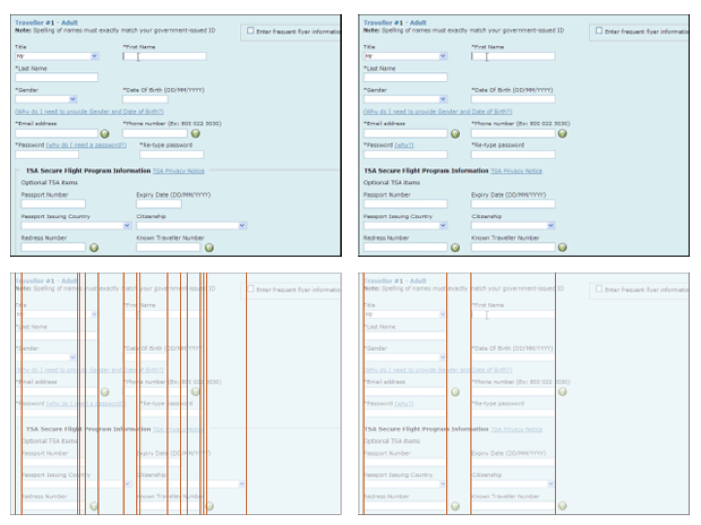 Traveller #1 - Adult
Note: Spelling of names must exactly match your government-issued ID
Enter frequent flyer informatio
Title
*First Name
Mr
*Last Name
*Gender
*Date Of Birth (DD/MM/YYYY)
(Why do I need to provide Gender and Date of Birth?)
*Email address
*Phone number (Ex: 800 022 3030)
*Password (why do I need a password?)
*Re-type password
TSA Secure Flight Program Information TSA Privacy Notice
Optional TSA items
Passport Number
Expiry Date (DD/MM/YYYY)
Passport Issuing Country
Citizenship
Redress Number
Known Traveller Number
Traveller #1 - Adult
Note: Spelling of names must exactly match your government-issued ID
Enter frequent flyer informatio
Title
*First Name
Mr
*Last Name
*Gender
*Date Of Birth (DD/MM/YYYY)
(Why do I need to provide Gender and Date of Birth?)
*Email address
*Phone number (Ex: 800 022 3030)
*Password (why?)
*Re-type password
TSA Secure Flight Program Information TSA Privacy Notice
Optional TSA items
Passport Number
Expiry Date (DD/MM/YYYY)
Passport Issuing Country
Citizenship
Redress Number
Known Traveller Number
Traveller #1 - Adult
Note: Spelling of names must exactly match your government-issued ID
Enter frequent flyer informatio
Title
*First Name
Mr
*Last Name
*Gender
*Date Of Birth (DD/MM/YYYY)
(Why do I need to provide Gender and Date of Birth?)
*Email address
*Phone number (Ex: 800 022 3030)
*Password (why do I need a password?)
*Re-type password
TSA Secure Flight Program Information TSA Privacy Notice
Optional TSA items
Passport Number
Expiry Date (DD/MM/YYYY)
Passport Issuing Country
Citizenship
Redress Number
Known Traveller Number
Traveller #1 - Adult
Note: Spelling of names must exactly match your government-issued ID
Enter frequent flyer informatio
Title
*First Name
Mr
*Last Name
*Gender
*Date Of Birth (DD/MM/YYYY)
(Why do I need to provide Gender and Date of Birth?)
*Email address
*Phone number (Ex: 800 022 3030)
*Password (why?)
*Re-type password
TSA Secure Flight Program Information TSA Privacy Notice
Optional TSA items
Passport Number
Expiry Date (DD/MM/YYYY)
Passport Issuing Country
Citizenship
Redress Number
Known Traveller Number